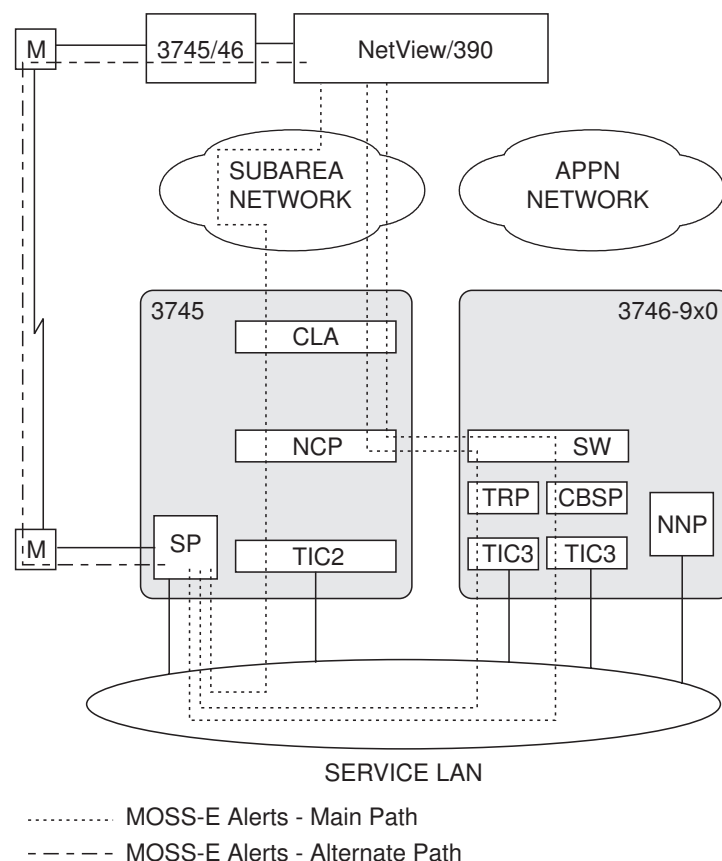 M
3745/46
NetView/390
SUBAREA
NETWORK
APPN
NETWORK
3745
3746-9x0
CLA
NCP
SW
TRP
CBSP
NNP
M
SP
TIC2
TIC3
TIC3
SERVICE LAN
MOSS-E Alerts - Main Path
MOSS-E Alerts - Alternate Path